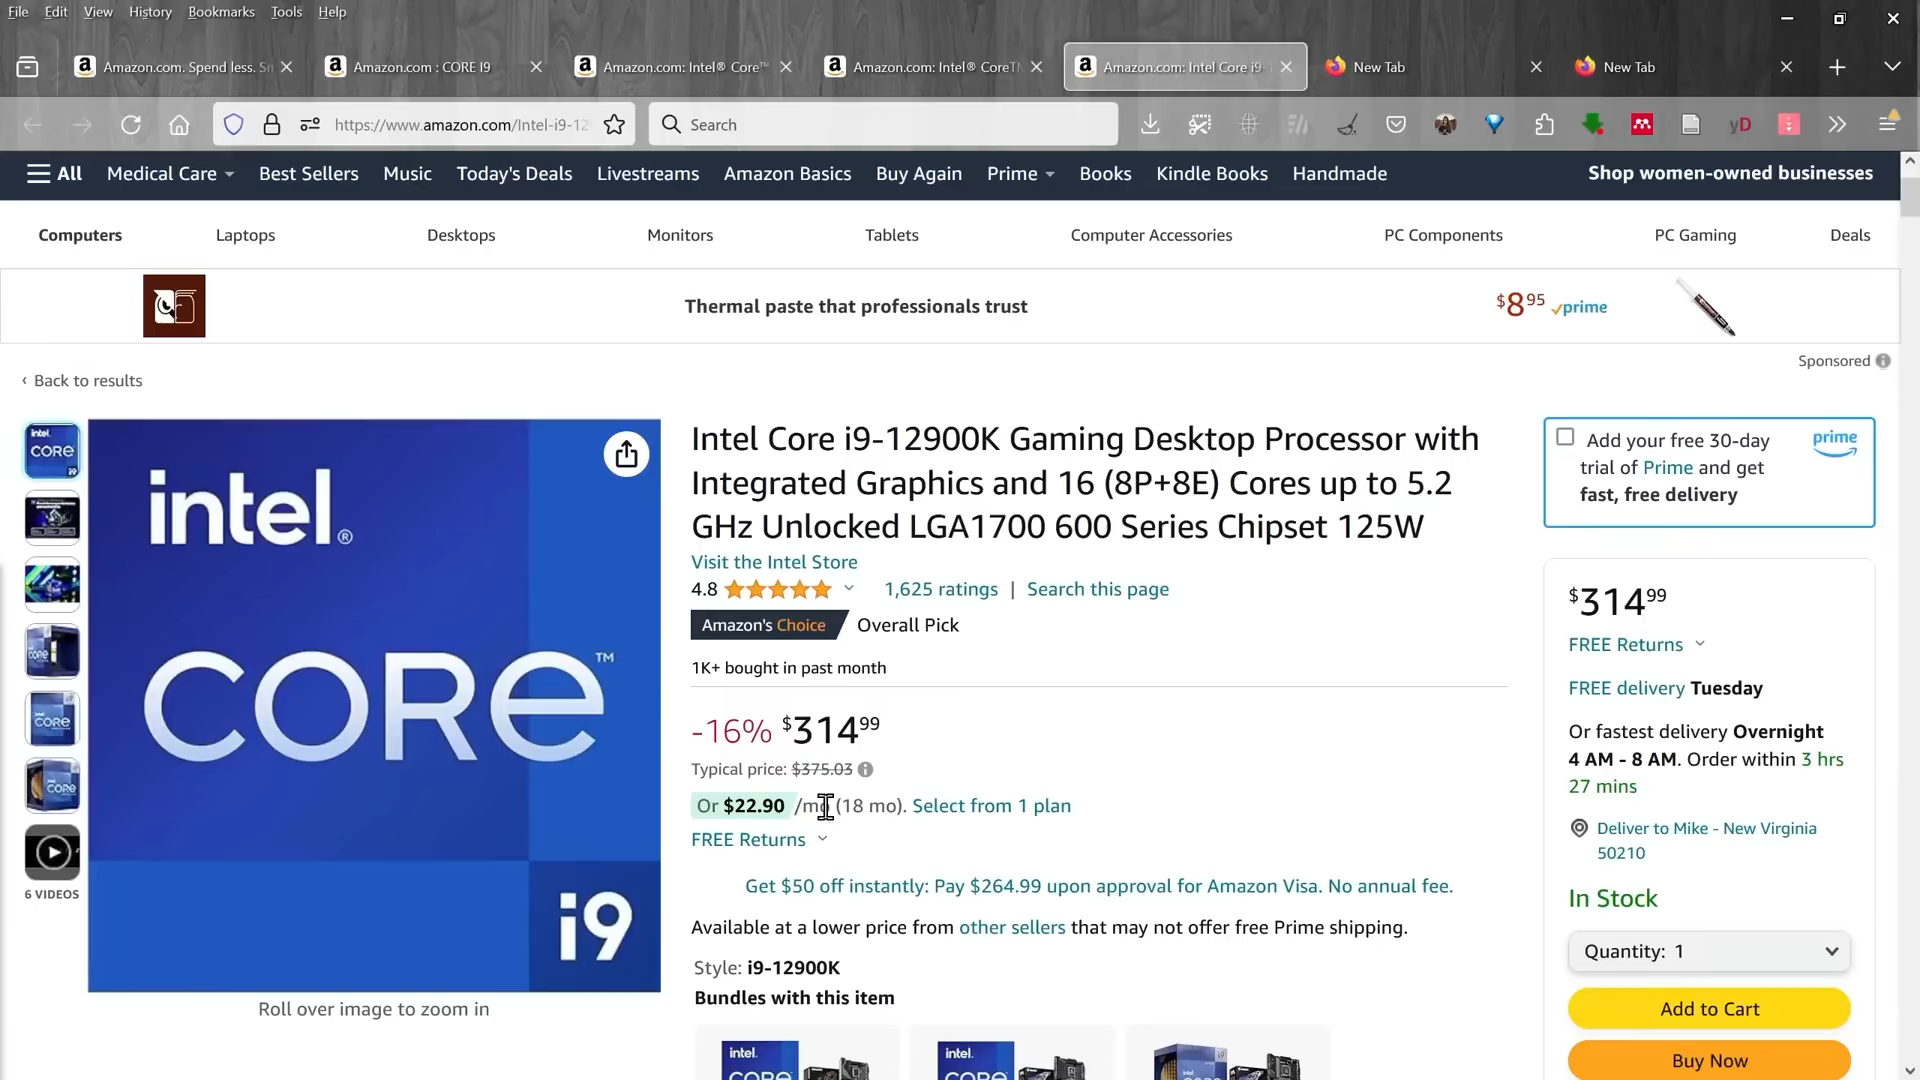 File Edit View History Bookmarks Tools Help
Amazon.com. Spend less. Sm
Amazon.com : CORE I9
Amazon.com: Intel® Core™
Amazon.com: Intel® CoreT
Amazon.com: Intel Core i9-1
New Tab
New Tab
https://www.amazon.com/Intel-i9-12
Search
yD
All Medical Care Best Sellers Music Today's Deals Livestreams Amazon Basics Buy Again Prime Books Kindle Books Handmade Shop women-owned businesses
Computers Laptops Desktops Monitors Tablets Computer Accessories PC Components PC Gaming Deals
Thermal paste that professionals trust $8 95 prime
Sponsored
‹ Back to results
intel®
CORE™
i9
Roll over image to zoom in
6 VIDEOS
Intel Core i9-12900K Gaming Desktop Processor with
Integrated Graphics and 16 (8P+8E) Cores up to 5.2
GHz Unlocked LGA1700 600 Series Chipset 125W
Visit the Intel Store
4.8 1,625 ratings | Search this page
Amazon's Choice Overall Pick
1K+ bought in past month
-16% $314 99
Typical price: $375.03
Or $22.90 /mo (18 mo). Select from 1 plan
FREE Returns
Get $50 off instantly: Pay $264.99 upon approval for Amazon Visa. No annual fee.
Available at a lower price from other sellers that may not offer free Prime shipping.
Style: i9-12900K
Bundles with this item
intel
CORE
intel
CORE
Add your free 30-day
trial of Prime and get
fast, free delivery
prime
$314 99
FREE Returns
FREE delivery Tuesday
Or fastest delivery Overnight
4 AM - 8 AM. Order within 3 hrs
27 mins
Deliver to Mike - New Virginia
50210
In Stock
Quantity: 1
Add to Cart
Buy Now